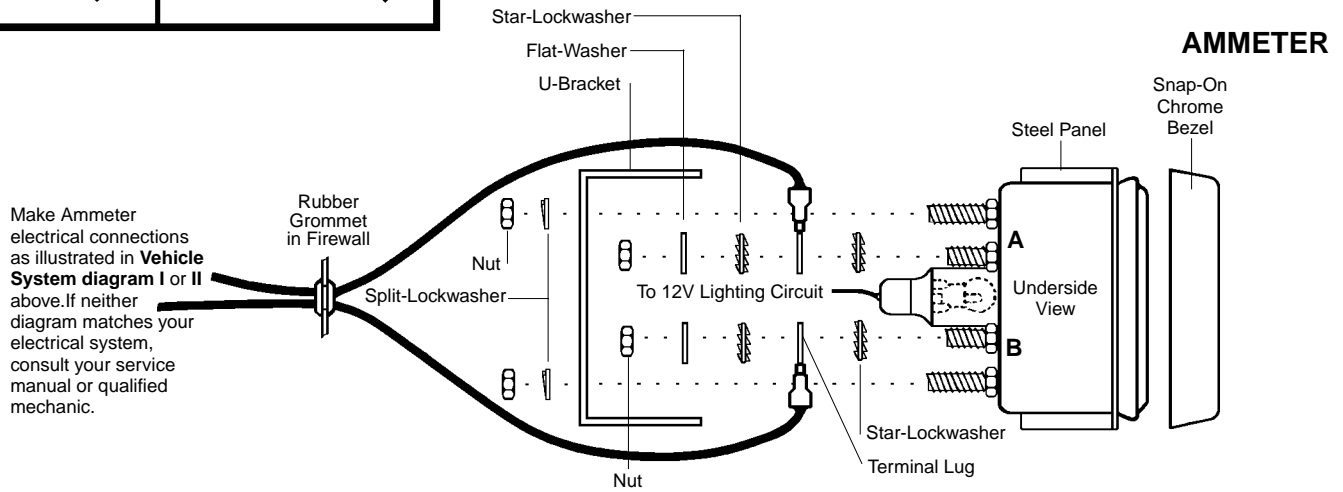 Star-Lockwasher
Flat-Washer
U-Bracket
AMMETER
Snap-On
Chrome
Bezel
Steel Panel
Rubber
Grommet
in Firewall
Make Ammeter
electrical connections
as illustrated in Vehicle
System diagram I or II
above.If neither
diagram matches your
electrical system,
consult your service
manual or qualified
mechanic.
Nut
Split-Lockwasher
To 12V Lighting Circuit
A
Underside
View
B
Star-Lockwasher
Terminal Lug
Nut